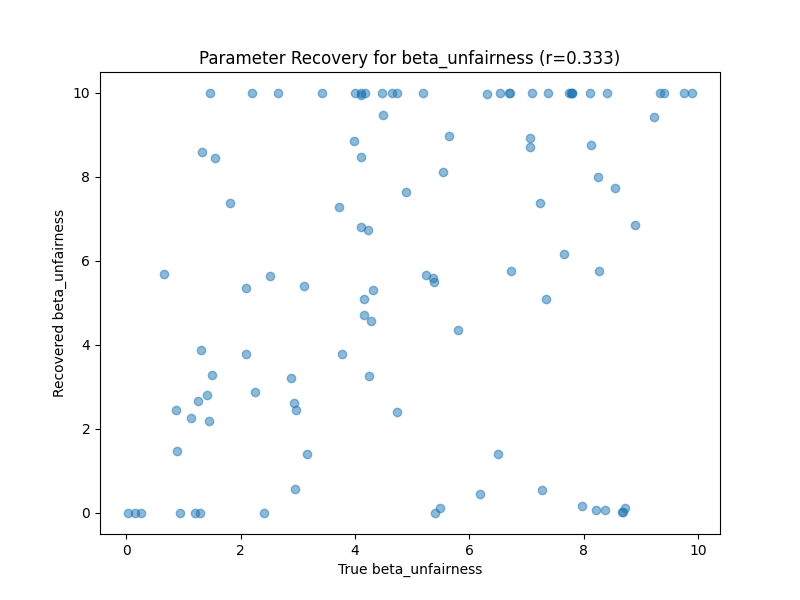 Parameter Recovery for beta_unfairness (r=0.333)
Recovered beta_unfairness
10
8
6
4
2
0
0 2 4 6 8 10
True beta_unfairness